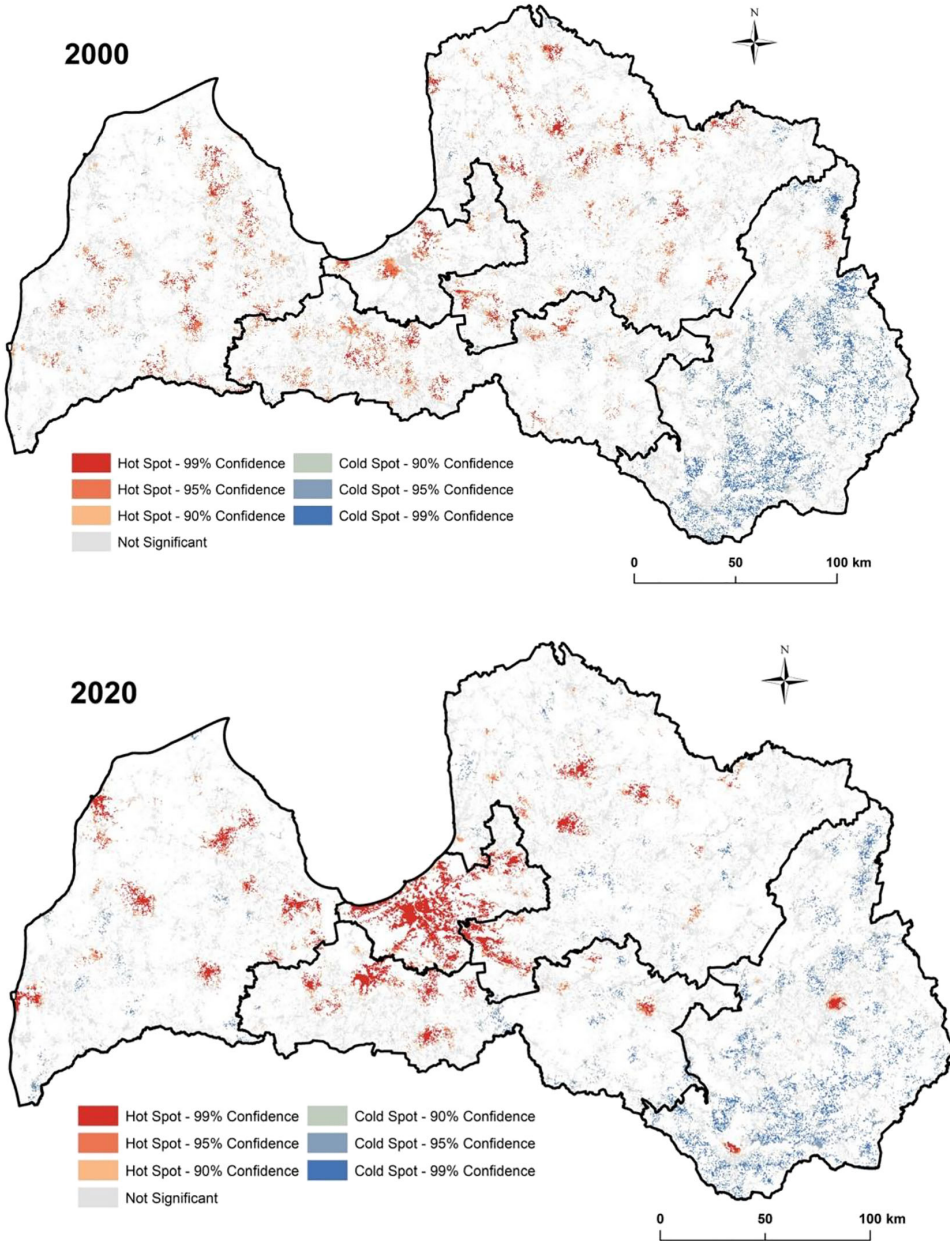 2000
N
Hot Spot - 99% Confidence
Cold Spot - 90% Confidence
Hot Spot - 95% Confidence
Cold Spot - 95% Confidence
Hot Spot - 90% Confidence
Cold Spot - 99% Confidence
Not Significant
0 50 100 km
2020
N
Hot Spot - 99% Confidence
Cold Spot - 90% Confidence
Hot Spot - 95% Confidence
Cold Spot - 95% Confidence
Hot Spot - 90% Confidence
Cold Spot - 99% Confidence
Not Significant
0 50 100 km